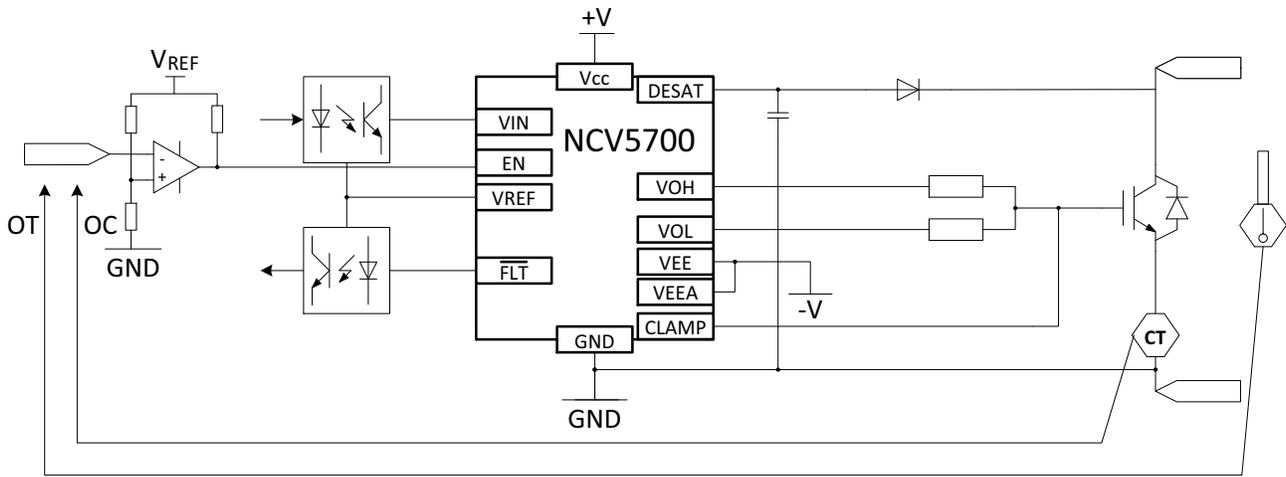 +V
VREF
Vcc
DESAT
VIN
NCV5700
EN
VREF
VOH
OT
OC
VOL
GND
FLT
VEE
VEEA
-V
CLAMP
GND
CT
GND
-
+